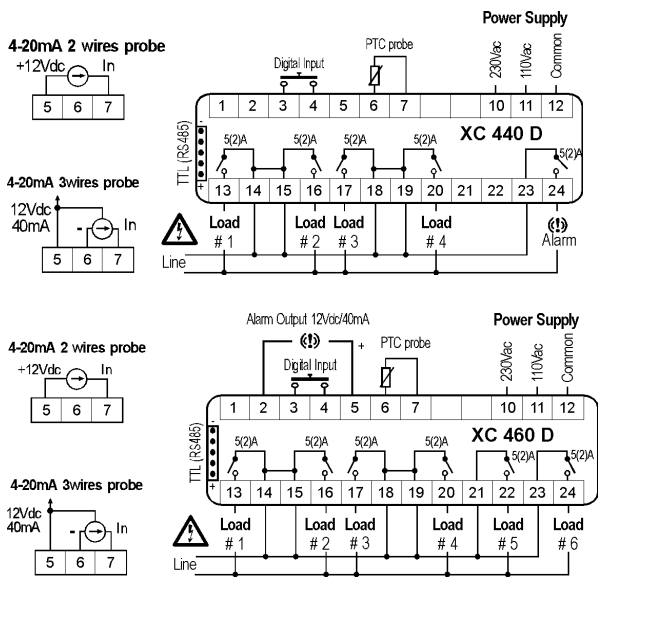 Power Supply
4-20mA 2 wires probe
+12Vdc In
5 6 7
Digital Input
PTC probe
230Vac
110Vac
Common
1 2 3 4 5 6 7 10 11 12
XC 440 D
TTL (RS485)
-
+
5(2)A 5(2)A 5(2)A 5(2)A 5(2)A
13 14 15 16 17 18 19 20 21 22 23 24
4-20mA 3wires probe
12Vdc
40mA
- In
5 6 7
Load Load Load Load
# 1 # 2 # 3 # 4
Alarm
Line
Power Supply
Alarm Output 12Vdc/40mA
+
4-20mA 2 wires probe
+12Vdc In
5 6 7
Digital Input
PTC probe
230Vac
110Vac
Common
1 2 3 4 5 6 7 10 11 12
XC 460 D
TTL (RS485)
-
+
5(2)A 5(2)A 5(2)A 5(2)A 5(2)A 5(2)A
13 14 15 16 17 18 19 20 21 22 23 24
4-20mA 3wires probe
12Vdc
40mA
- In
5 6 7
Load Load Load Load Load Load
# 1 # 2 # 3 # 4 # 5 # 6
Line